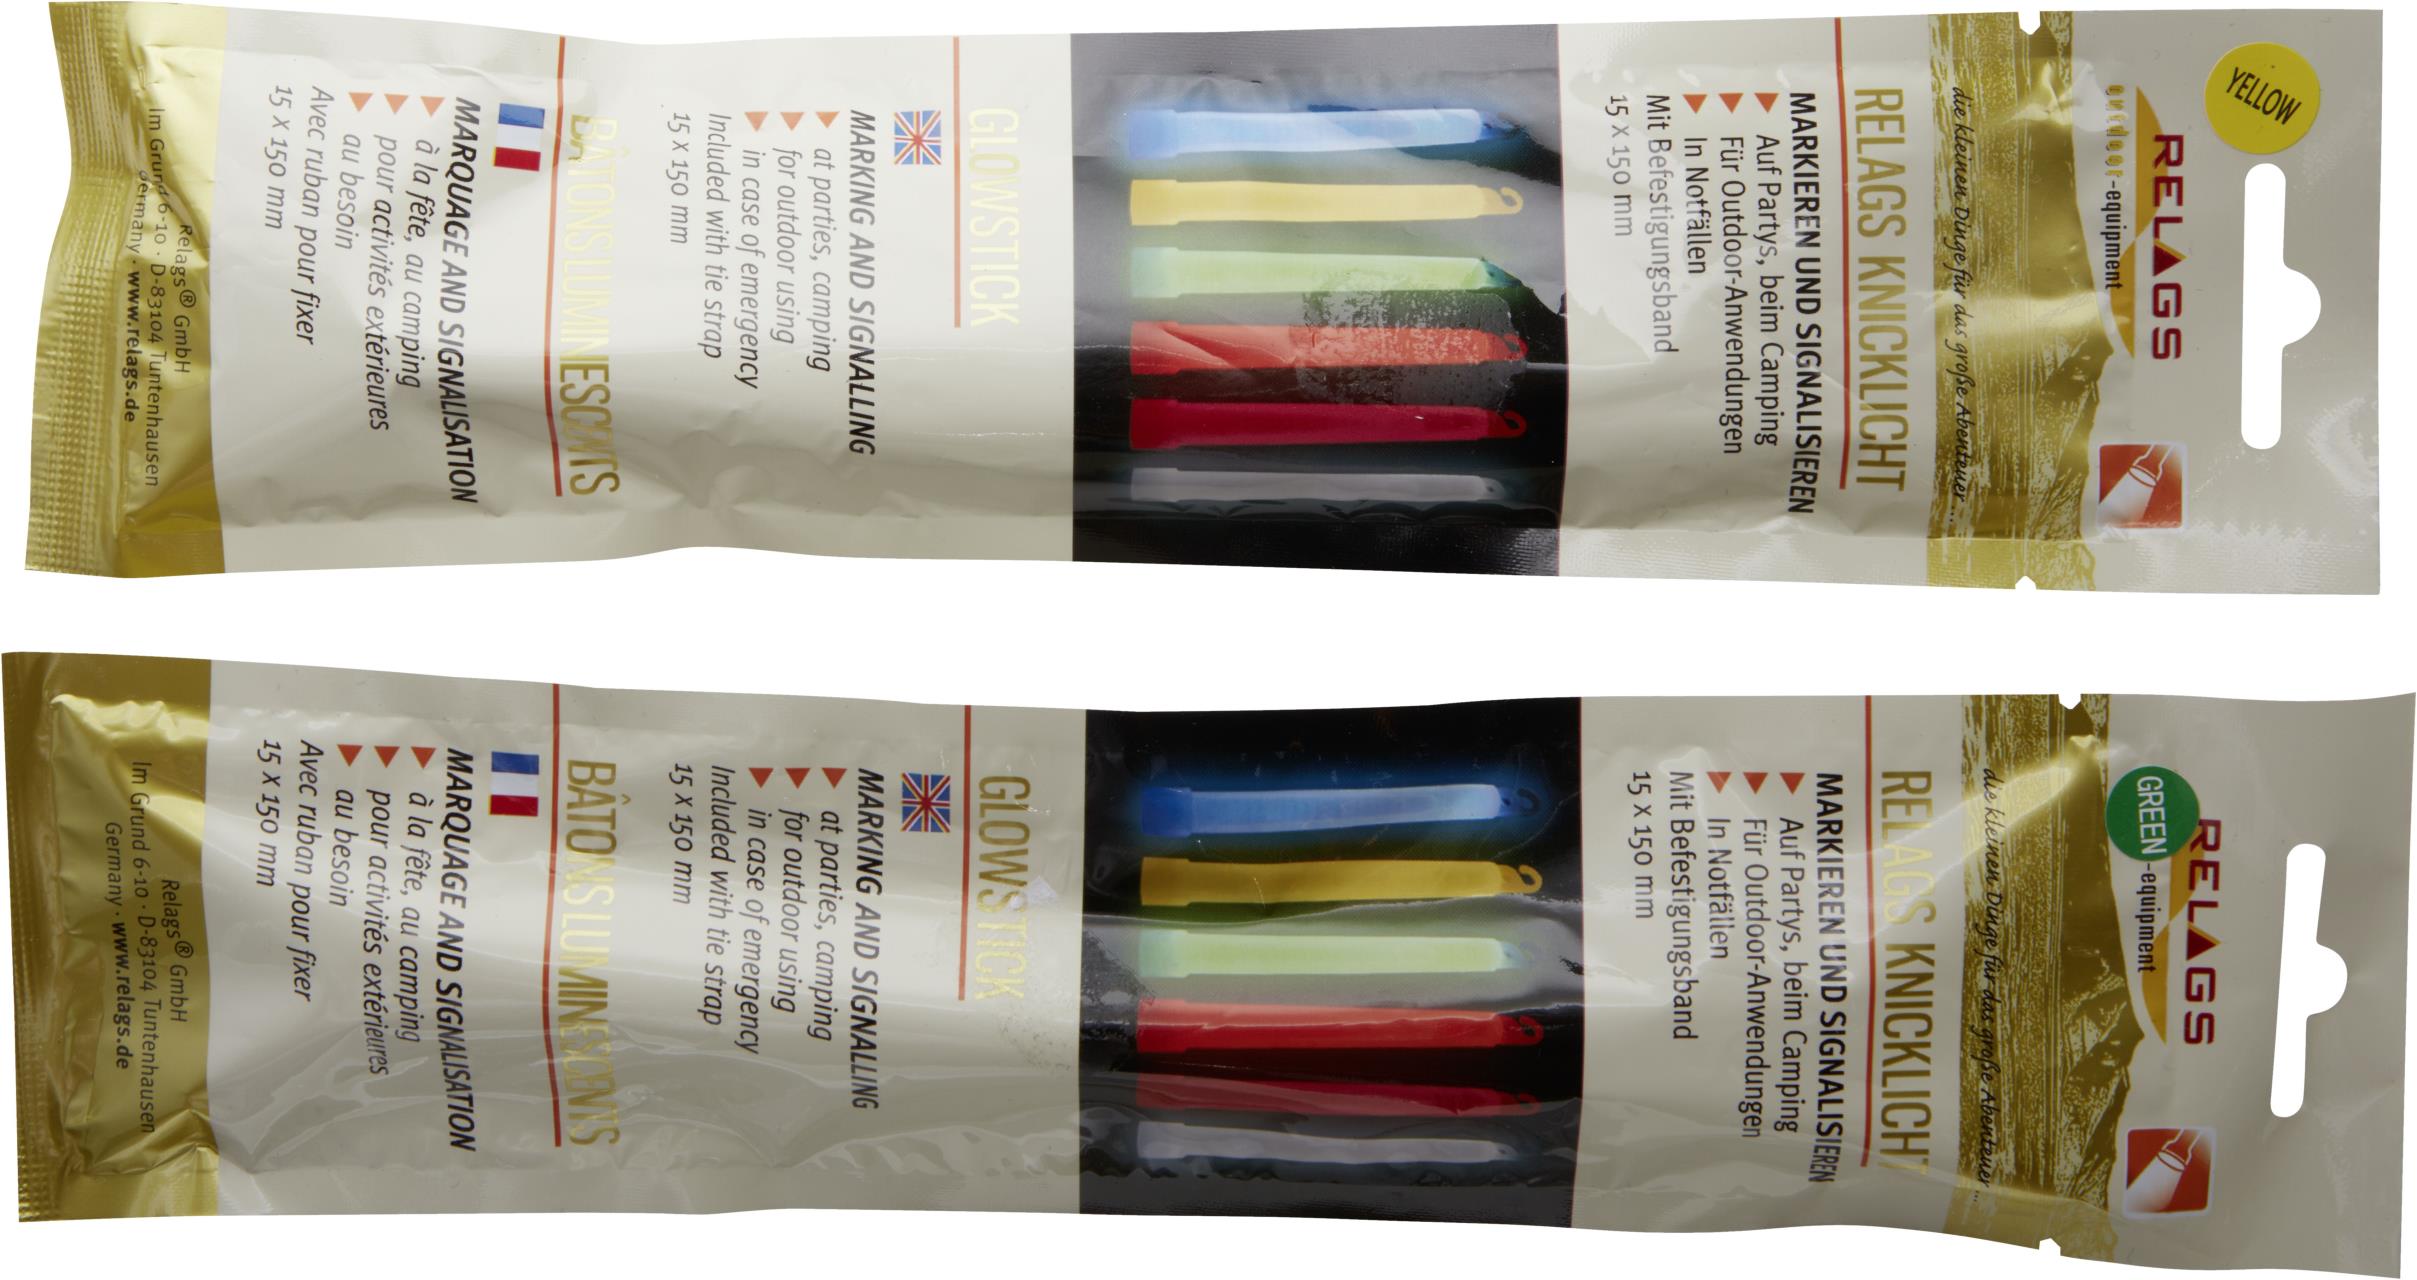 YELLOW
RELAGS
outdoor-equipment
die kleinen Dinge für das große Abenteuer...
RELAGS KNICKLICHT
MARKIEREN UND SIGNALISIEREN
Auf Partys, beim Camping
Für Outdoor-Anwendungen
In Notfällen
Mit Befestigungsband
15 x 150 mm
GLOWSTICK
MARKING AND SIGNALLING
at parties, camping
for outdoor using
in case of emergency
Included with tie strap
15 x 150 mm
BÂTONSLUMINESCENTS
MARQUAGE AND SIGNALISATION
à la fête, au camping
pour activités extérieures
au besoin
Avec ruban pour fixer
15 x 150 mm
Relags® GmbH
Im Grund 6-10 · D-83104 Tuntenhausen
Germany · www.relags.de
RELAGS
GREEN-equipment
die kleinen Dinge für das große Abenteuer...
RELAGS KNICKLICHT
MARKIEREN UND SIGNALISIEREN
Auf Partys, beim Camping
Für Outdoor-Anwendungen
In Notfällen
Mit Befestigungsband
15 x 150 mm
GLOWSTICK
MARKING AND SIGNALLING
at parties, camping
for outdoor using
in case of emergency
Included with tie strap
15 x 150 mm
BÂTONSLUMINESCENTS
MARQUAGE AND SIGNALISATION
à la fête, au camping
pour activités extérieures
au besoin
Avec ruban pour fixer
15 x 150 mm
Relags® GmbH
Im Grund 6-10 · D-83104 Tuntenhausen
Germany · www.relags.de